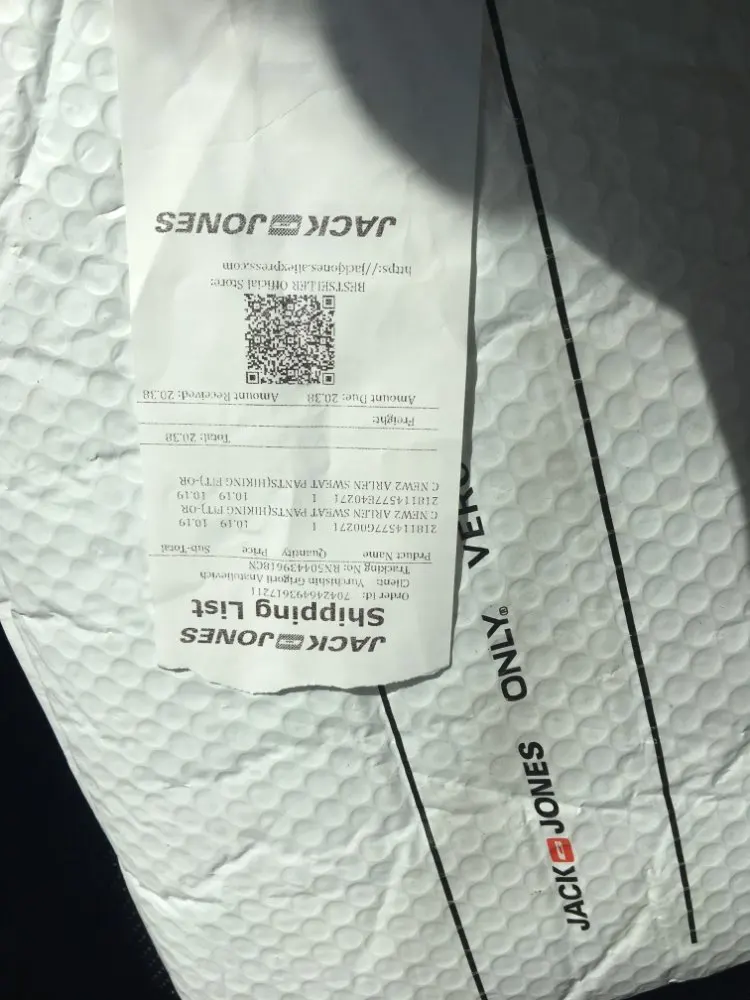 JACK JONES
Shipping List
Order id: 704246493617211
Client: Yurchishin Grigorii Anatolievich
Tracking No: RN504439618CN
Prduct Name Quantity Price Sub-Total
218114577G00271 1 10.19 10.19
C NEW2 ARLEN SWEAT PANTS(HIKING FIT)-OR
218114577E40271 1 10.19 10.19
C NEW2 ARLEN SWEAT PANTS(HIKING FIT)-OR
Total: 20.38
Freight:
Amount Due: 20.38 Amount Received: 20.38
BESTSELLER Official Store:
https://jackjones.aliexpress.com
JACK JONES
JACK JONES ONLY® VERO